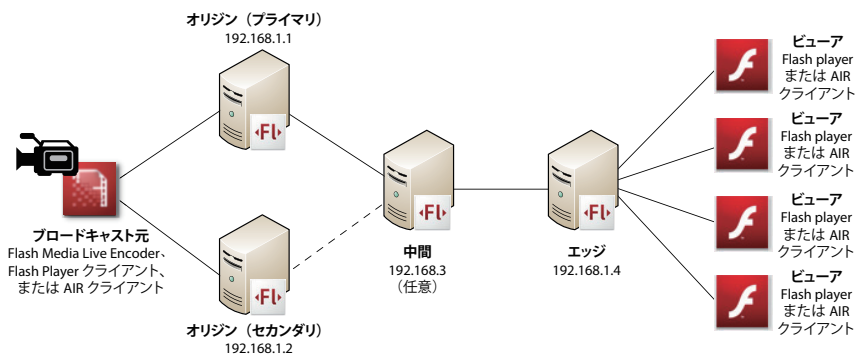 オリジン（プライマリ）
192.168.1.1
ブロードキャスト元
Flash Media Live Encoder、
Flash Player クライアント、
または AIR クライアント
オリジン（セカンダリ）
192.168.1.2
中間
192.168.3
（任意）
エッジ
192.168.1.4
ビューア
Flash player
または AIR
クライアント
ビューア
Flash player
または AIR
クライアント
ビューア
Flash player
または AIR
クライアント
ビューア
Flash player
または AIR
クライアント
Fl
Fl
Fl
Fl